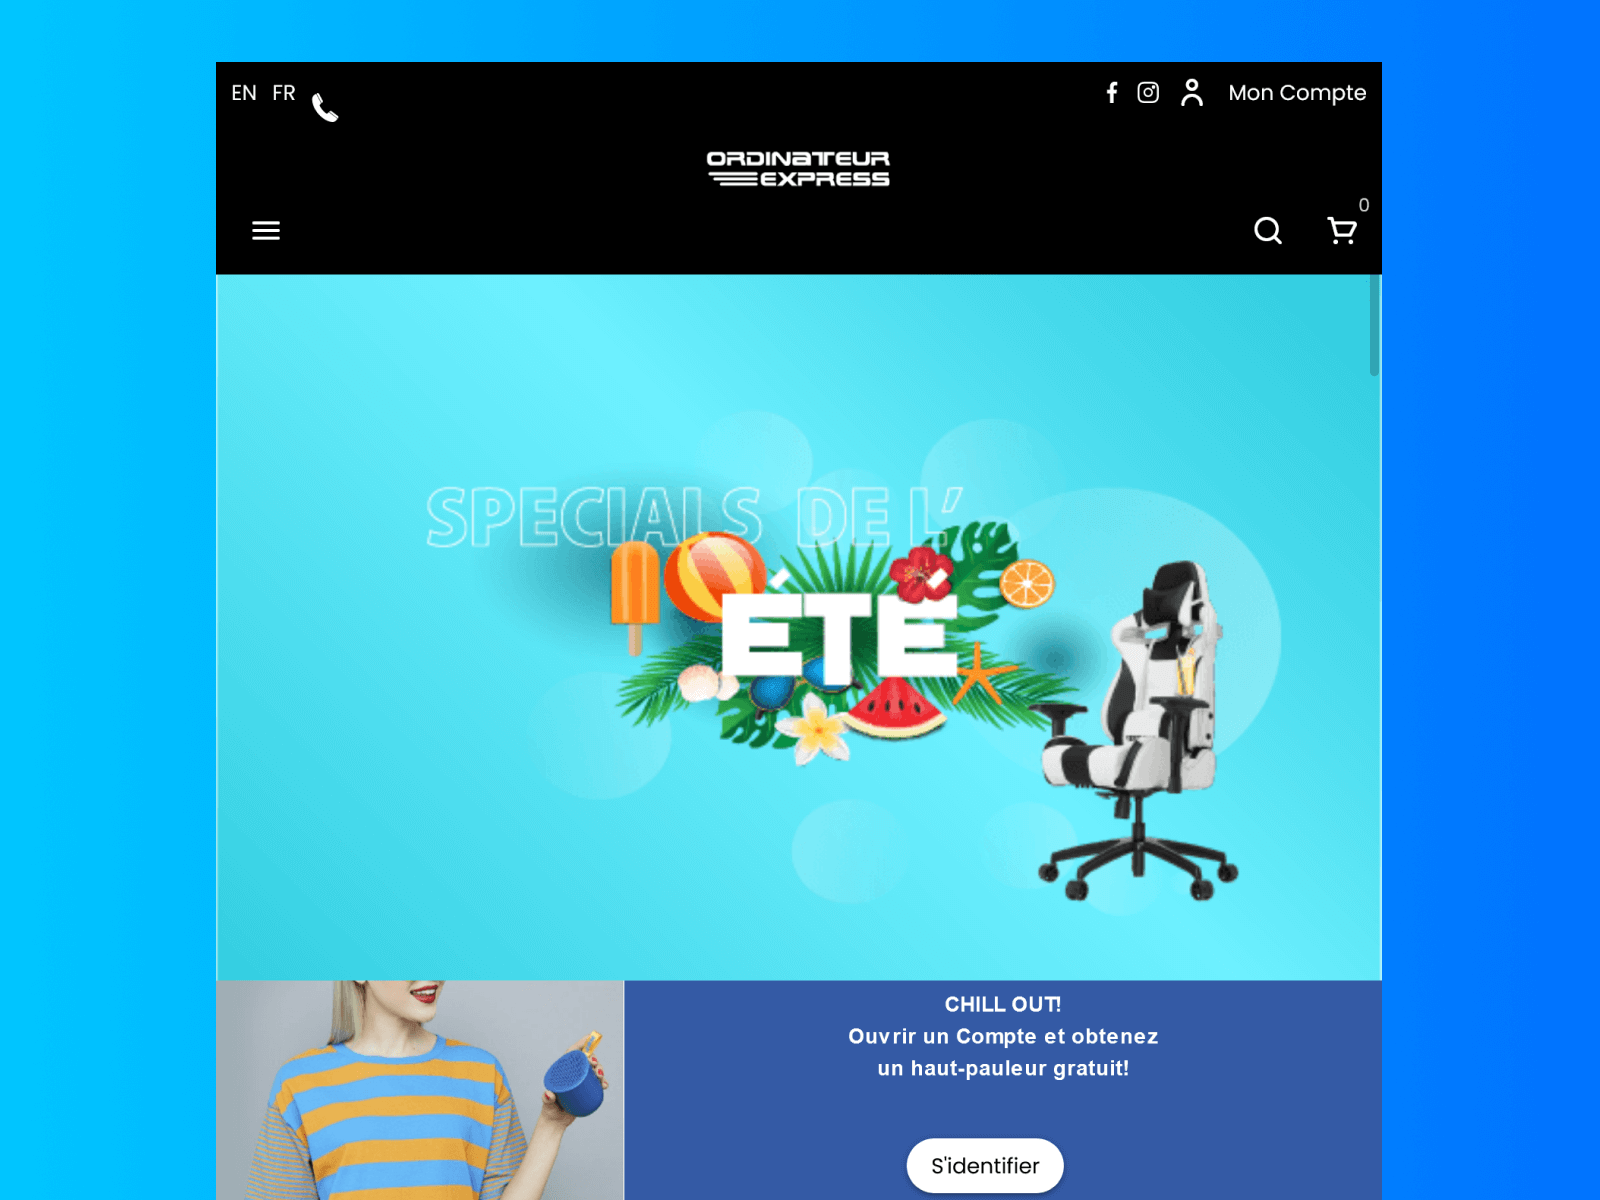 EN FR
Mon Compte
ORDINATEUR
EXPRESS
0
SPECIALS DE L'
ÉTÉ
CHILL OUT!
Ouvrir un Compte et obtenez
un haut-pauleur gratuit!
S'identifier